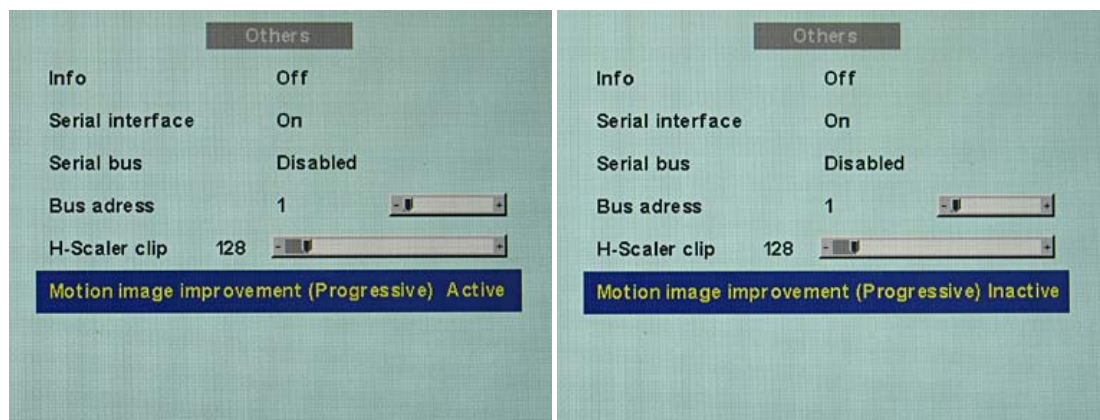 Others
Info Off
Serial interface On
Serial bus Disabled
Bus adress 1 - +
H-Scaler clip 128 - +
Motion image improvement (Progressive) Active
Others
Info Off
Serial interface On
Serial bus Disabled
Bus adress 1 - +
H-Scaler clip 128 - +
Motion image improvement (Progressive) Inactive